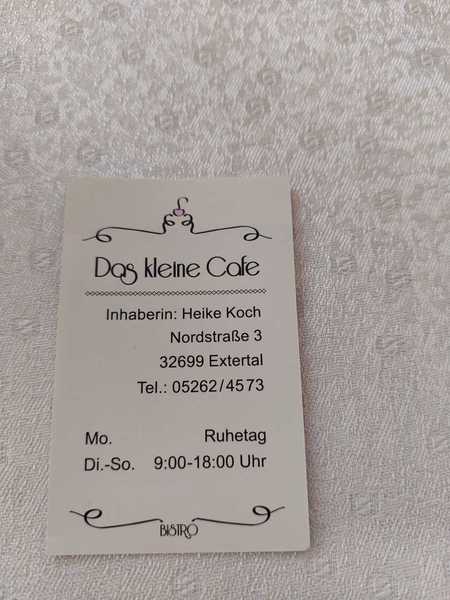 Das kleine Cafe
Inhaberin: Heike Koch
Nordstraße 3
32699 Extertal
Tel.: 05262/4573
Mo. Ruhetag
Di.-So. 9:00-18:00 Uhr
BISTRO